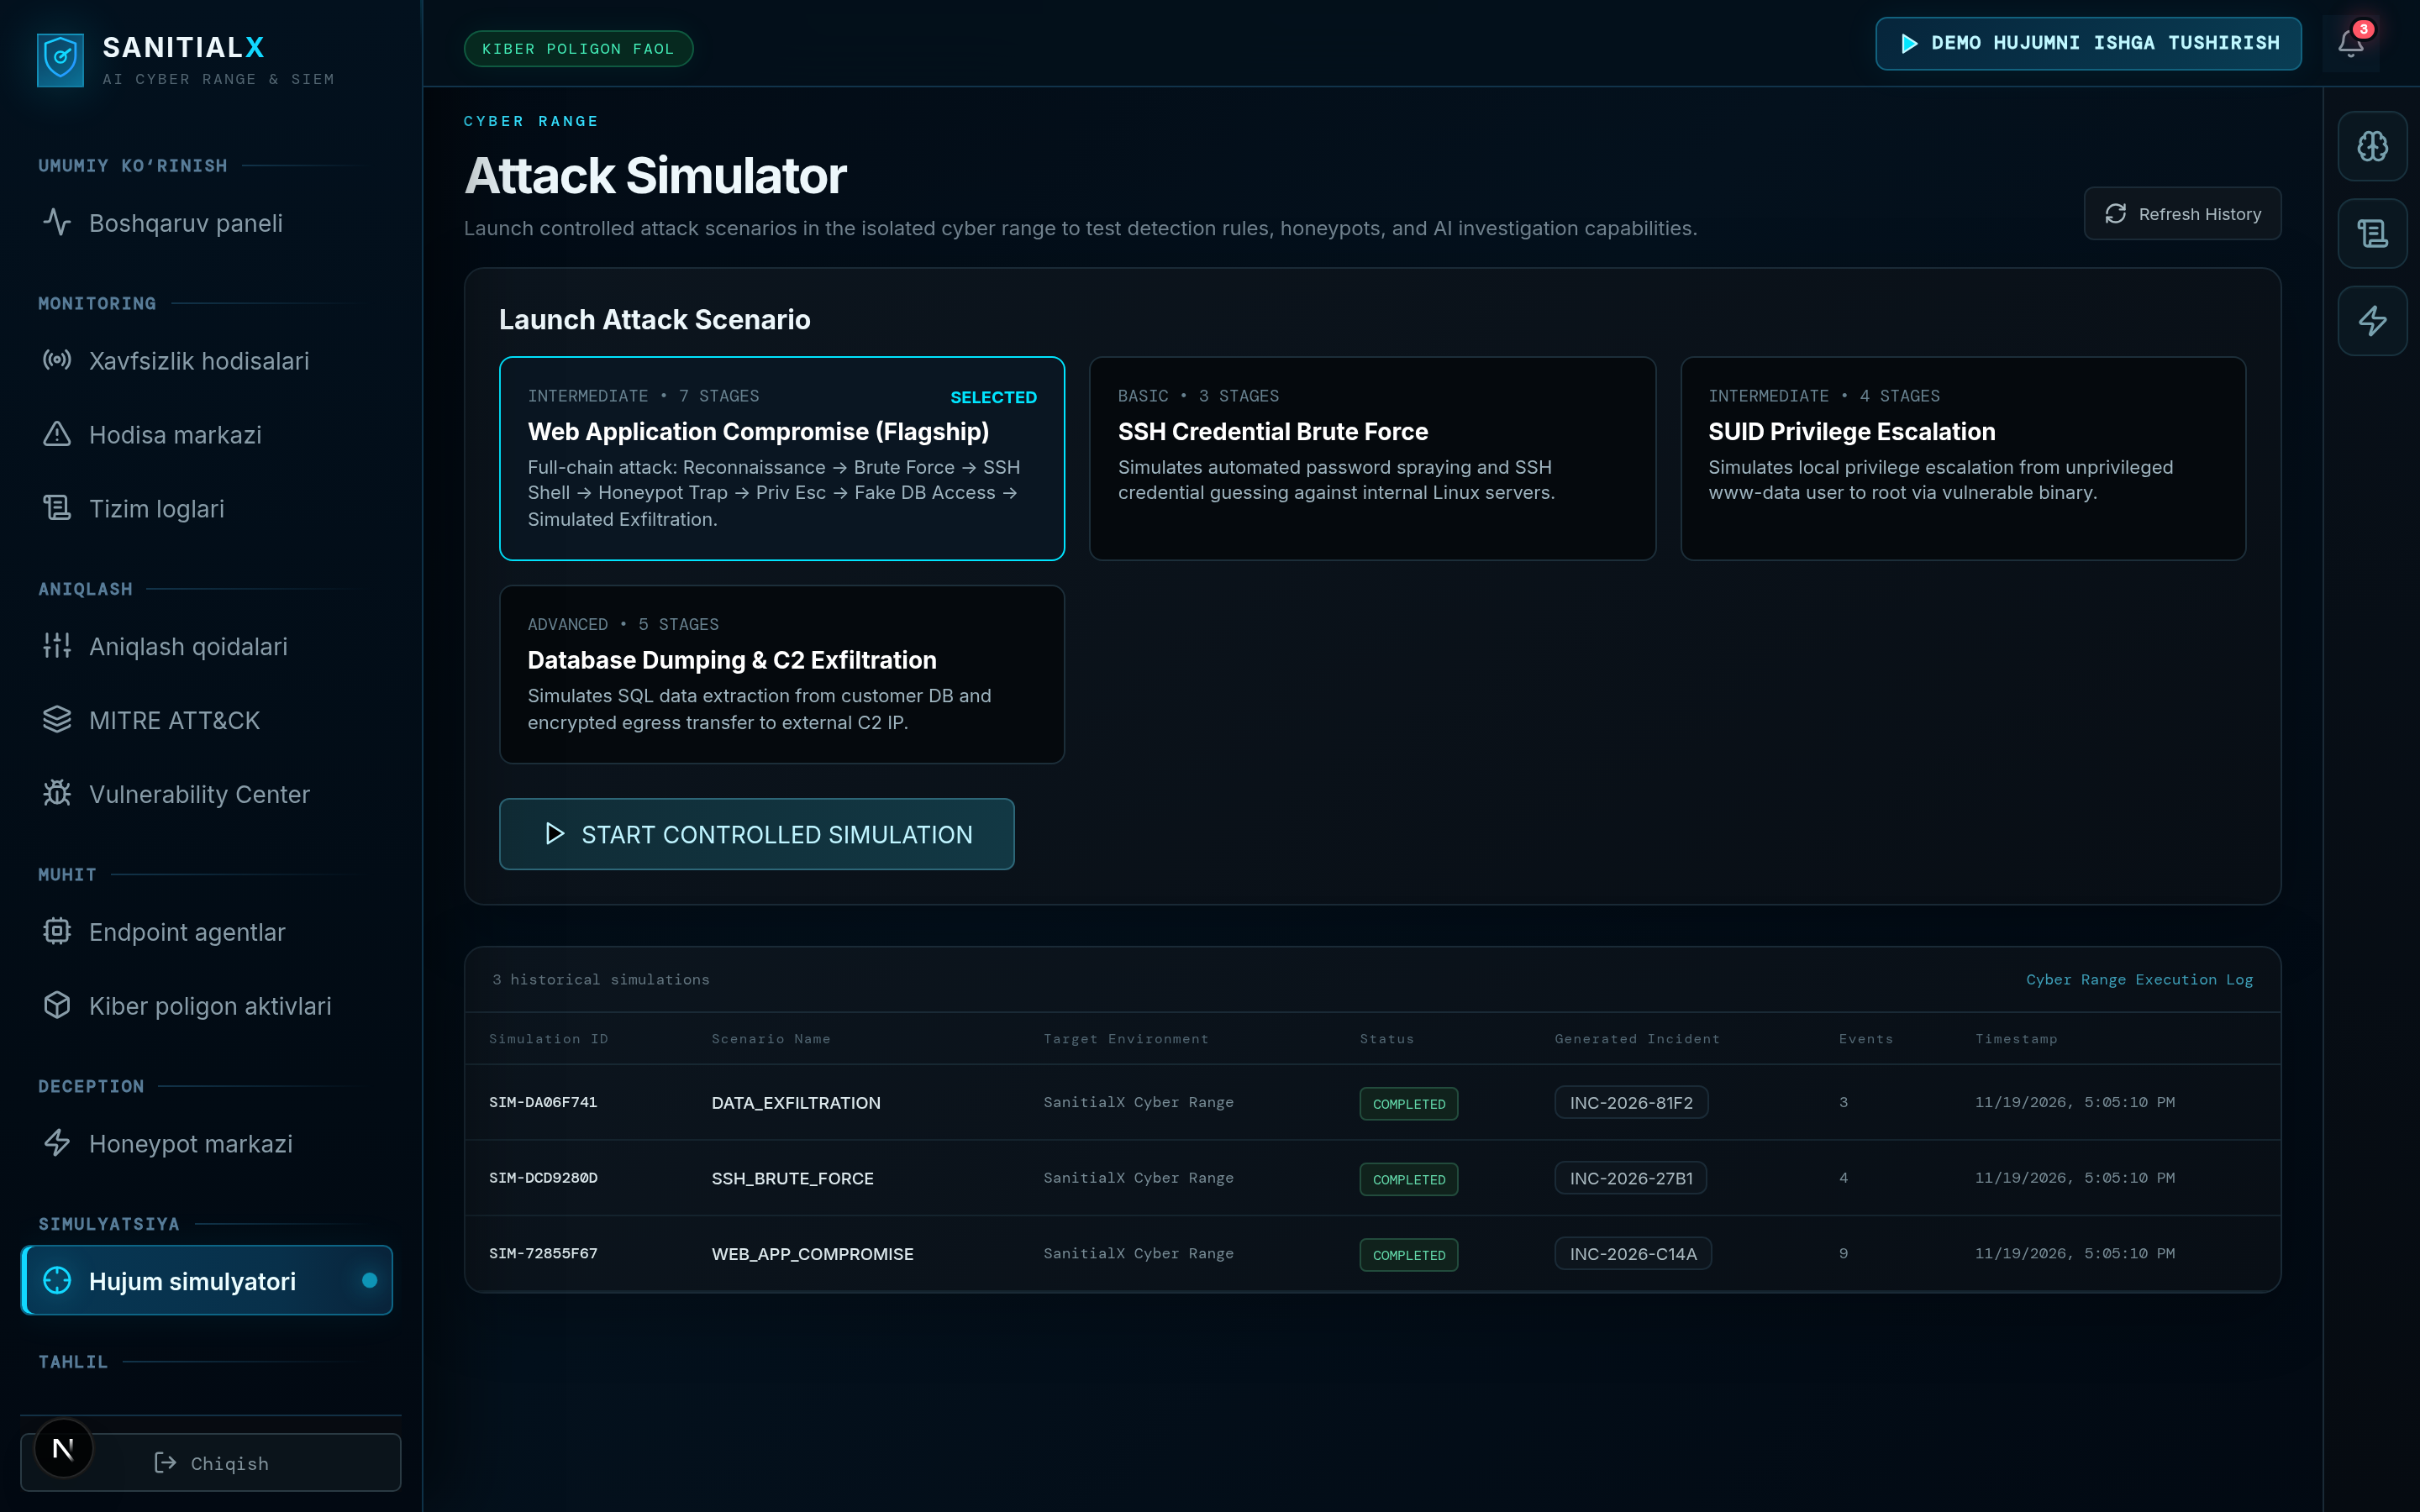 SANITIALX
AI CYBER RANGE & SIEM
UMUMIY KO‘RINISH
Boshqaruv paneli
MONITORING
Xavfsizlik hodisalari
Hodisa markazi
Tizim loglari
ANIQLASH
Aniqlash qoidalari
MITRE ATT&CK
Vulnerability Center
MUHIT
Endpoint agentlar
Kiber poligon aktivlari
DECEPTION
Honeypot markazi
SIMULYATSIYA
Hujum simulyatori
TAHLIL
N
Chiqish
KIBER POLIGON FAOL
DEMO HUJUMNI ISHGA TUSHIRISH
3
CYBER RANGE
Attack Simulator
Launch controlled attack scenarios in the isolated cyber range to test detection rules, honeypots, and AI investigation capabilities.
Refresh History
Launch Attack Scenario
INTERMEDIATE • 7 STAGES
SELECTED
Web Application Compromise (Flagship)
Full-chain attack: Reconnaissance → Brute Force → SSH
Shell → Honeypot Trap → Priv Esc → Fake DB Access →
Simulated Exfiltration.
BASIC • 3 STAGES
SSH Credential Brute Force
Simulates automated password spraying and SSH
credential guessing against internal Linux servers.
INTERMEDIATE • 4 STAGES
SUID Privilege Escalation
Simulates local privilege escalation from unprivileged
www-data user to root via vulnerable binary.
ADVANCED • 5 STAGES
Database Dumping & C2 Exfiltration
Simulates SQL data extraction from customer DB and
encrypted egress transfer to external C2 IP.
START CONTROLLED SIMULATION
3 historical simulations
Cyber Range Execution Log
Simulation ID Scenario Name Target Environment Status Generated Incident Events Timestamp
SIM-DA06F741 DATA_EXFILTRATION SanitialX Cyber Range COMPLETED INC-2026-81F2 3 11/19/2026, 5:05:10 PM
SIM-DCD9280D SSH_BRUTE_FORCE SanitialX Cyber Range COMPLETED INC-2026-27B1 4 11/19/2026, 5:05:10 PM
SIM-72855F67 WEB_APP_COMPROMISE SanitialX Cyber Range COMPLETED INC-2026-C14A 9 11/19/2026, 5:05:10 PM